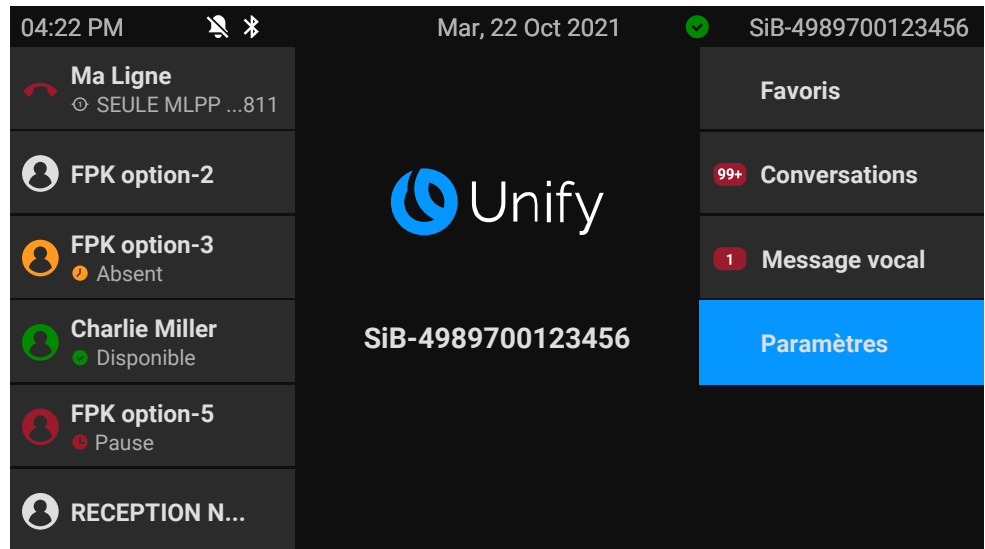 04:22 PM
Mar, 22 Oct 2021
SiB-4989700123456
Ma Ligne
SEULE MLPP ...811
FPK option-2
FPK option-3
Absent
Charlie Miller
Disponible
FPK option-5
Pause
RECEPTION N...
Unify
SiB-4989700123456
Favoris
99+ Conversations
1 Message vocal
Paramètres